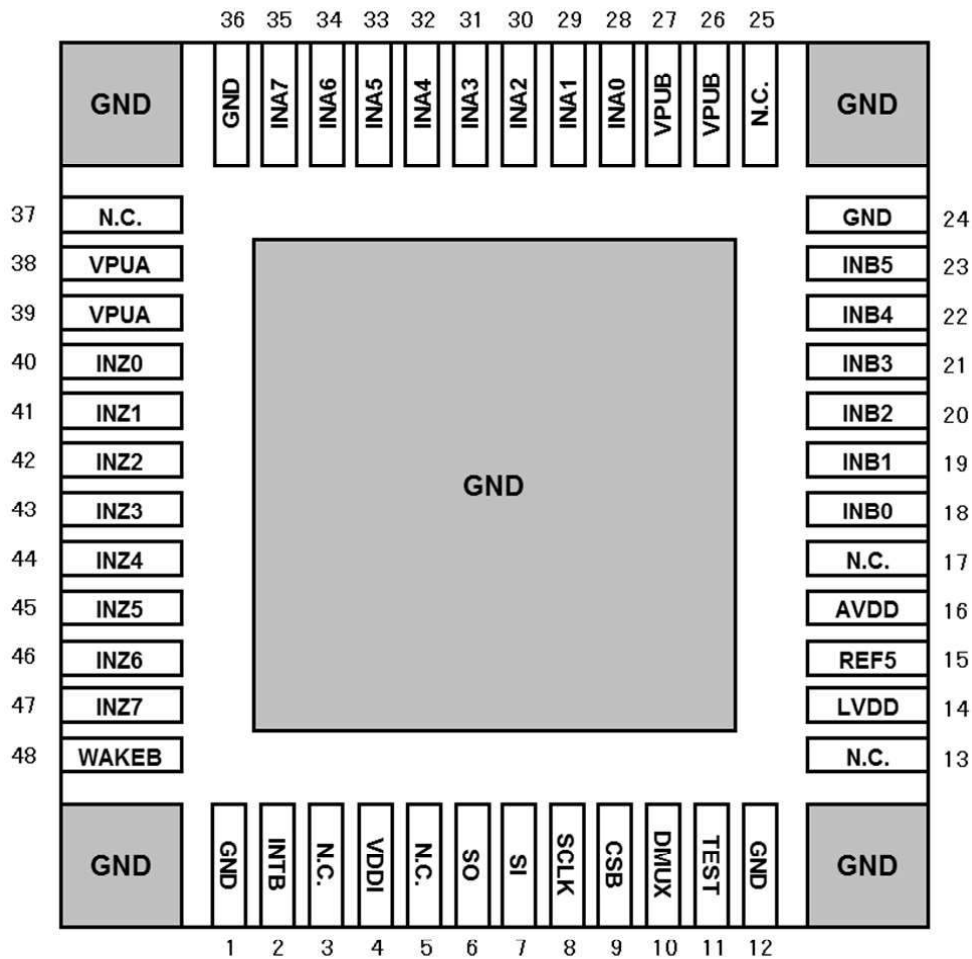 36 35 34 33 32 31 30 29 28 27 26 25
GND GND INA7 INA6 INA5 INA4 INA3 INA2 INA1 INA0 VPUB VPUB N.C. GND
37 N.C. GND 24
38 VPUA INB5 23
39 VPUA INB4 22
40 INZ0 INB3 21
41 INZ1 INB2 20
42 INZ2 INB1 19
GND
43 INZ3 INB0 18
44 INZ4 N.C. 17
45 INZ5 AVDD 16
46 INZ6 REF5 15
47 INZ7 LVDD 14
48 WAKEB N.C. 13
GND GND INTB N.C. VDDI N.C. SO SI SCLK CSB DMUX TEST GND GND
1 2 3 4 5 6 7 8 9 10 11 12